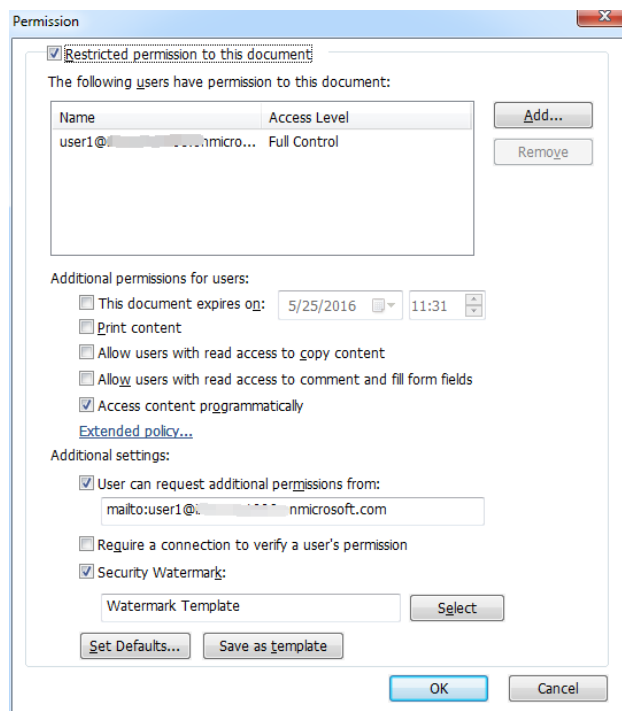 Permission
Restricted permission to this document
The following users have permission to this document:
Name Access Level
user1@ nmicro... Full Control
Add...
Remove
Additional permissions for users:
This document expires on: 5/25/2016 11:31
Print content
Allow users with read access to copy content
Allow users with read access to comment and fill form fields
Access content programmatically
Extended policy...
Additional settings:
User can request additional permissions from:
mailto:user1@ nmicrosoft.com
Require a connection to verify a user's permission
Security Watermark:
Watermark Template Select
Set Defaults... Save as template
OK Cancel